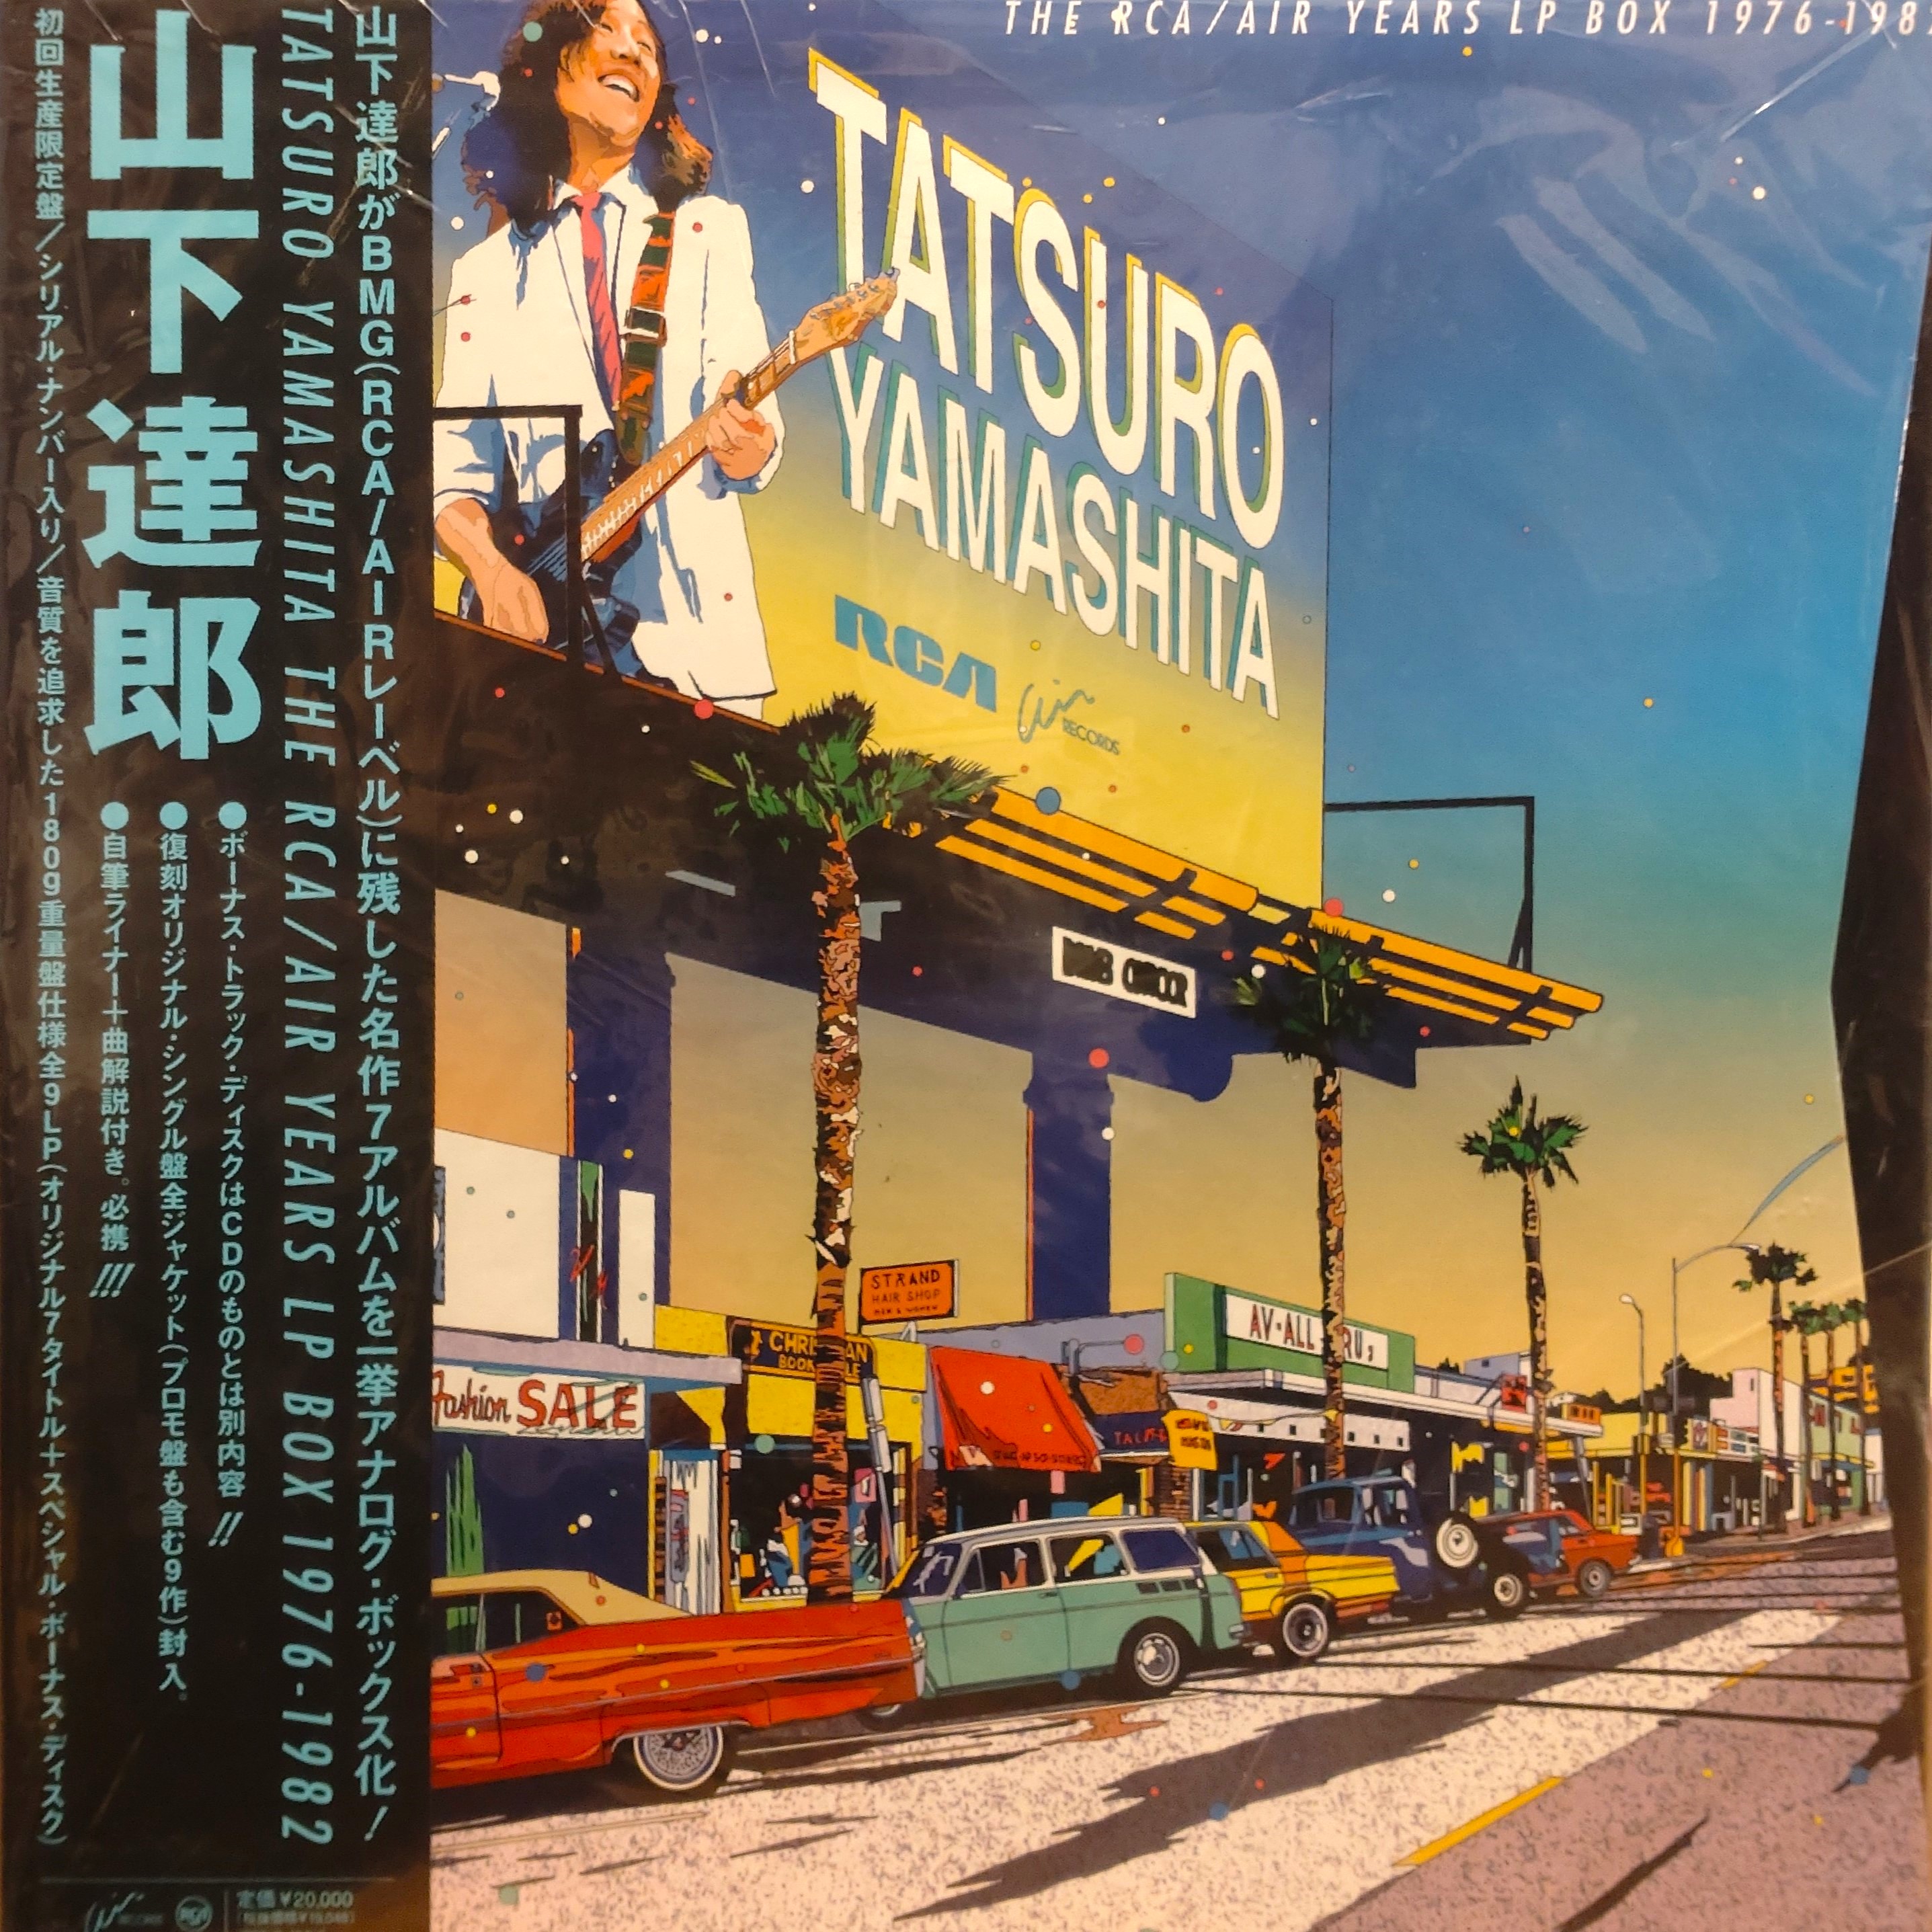 山下達郎がBMG(RCA/AIRレーベル)に残した名作7アルバムを一挙アナログ・ボックス化!
TATSURO YAMASHITA THE RCA/AIR YEARS LP BOX 1976-1982
山下達郎
●ボーナス・トラック・ディスクはCDのものとは別内容!!
●復刻オリジナル・シングル盤全ジャケット(プロモ盤も含む9作)封入。
●自筆ライナー+曲解説付き。必携!!!
初回生産限定盤/シリアル・ナンバー入り/音質を追求した180g重量盤仕様全9LP(オリジナル7タイトル+スペシャル・ボーナス・ディスク)
RCA
定価¥20,000
THE RCA/AIR YEARS LP BOX 1976-198
TATSURO
YAMASHITA
RCA
air
RECORDS
STRAND
HAIR SHOP
MEN & WOMEN
Fashion SALE
AV-ALL